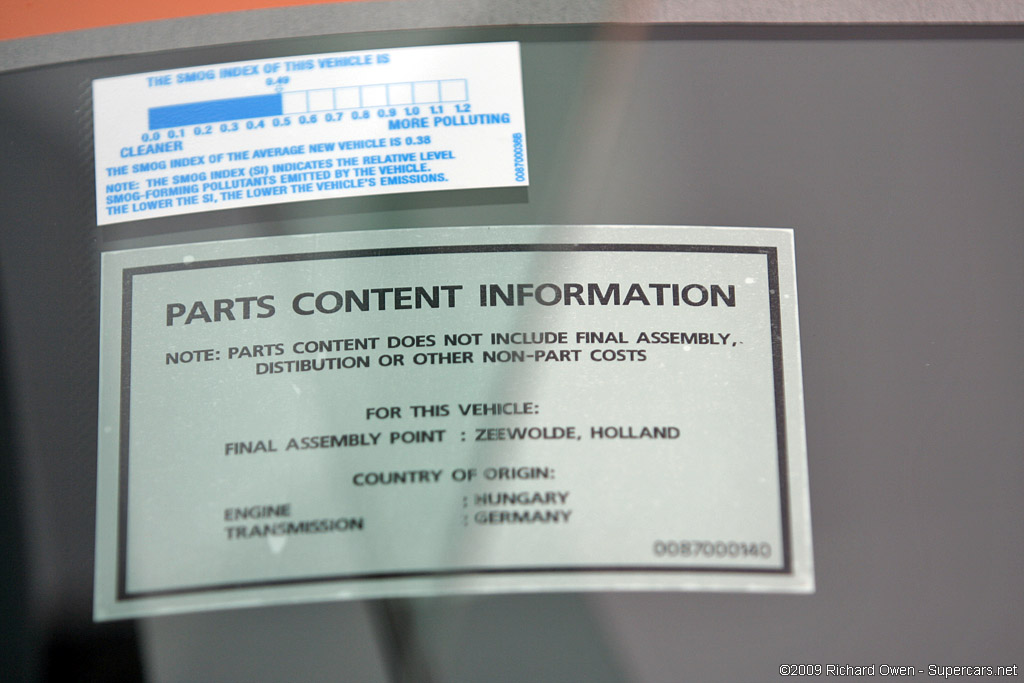 THE SMOG INDEX OF THIS VEHICLE IS
0.49
0.0 0.1 0.2 0.3 0.4 0.5 0.6 0.7 0.8 0.9 1.0 1.1 1.2
CLEANER MORE POLLUTING
THE SMOG INDEX OF THE AVERAGE NEW VEHICLE IS 0.38
NOTE: THE SMOG INDEX (SI) INDICATES THE RELATIVE LEVEL
SMOG-FORMING POLLUTANTS EMITTED BY THE VEHICLE.
THE LOWER THE SI, THE LOWER THE VEHICLE'S EMISSIONS.
PARTS CONTENT INFORMATION
NOTE: PARTS CONTENT DOES NOT INCLUDE FINAL ASSEMBLY,.
DISTIBUTION OR OTHER NON-PART COSTS
FOR THIS VEHICLE:
FINAL ASSEMBLY POINT : ZEEWOLDE, HOLLAND
COUNTRY OF ORIGIN:
ENGINE : HUNGARY
TRANSMISSION : GERMANY
0087000140
©2009 Richard Owen - Supercars.net